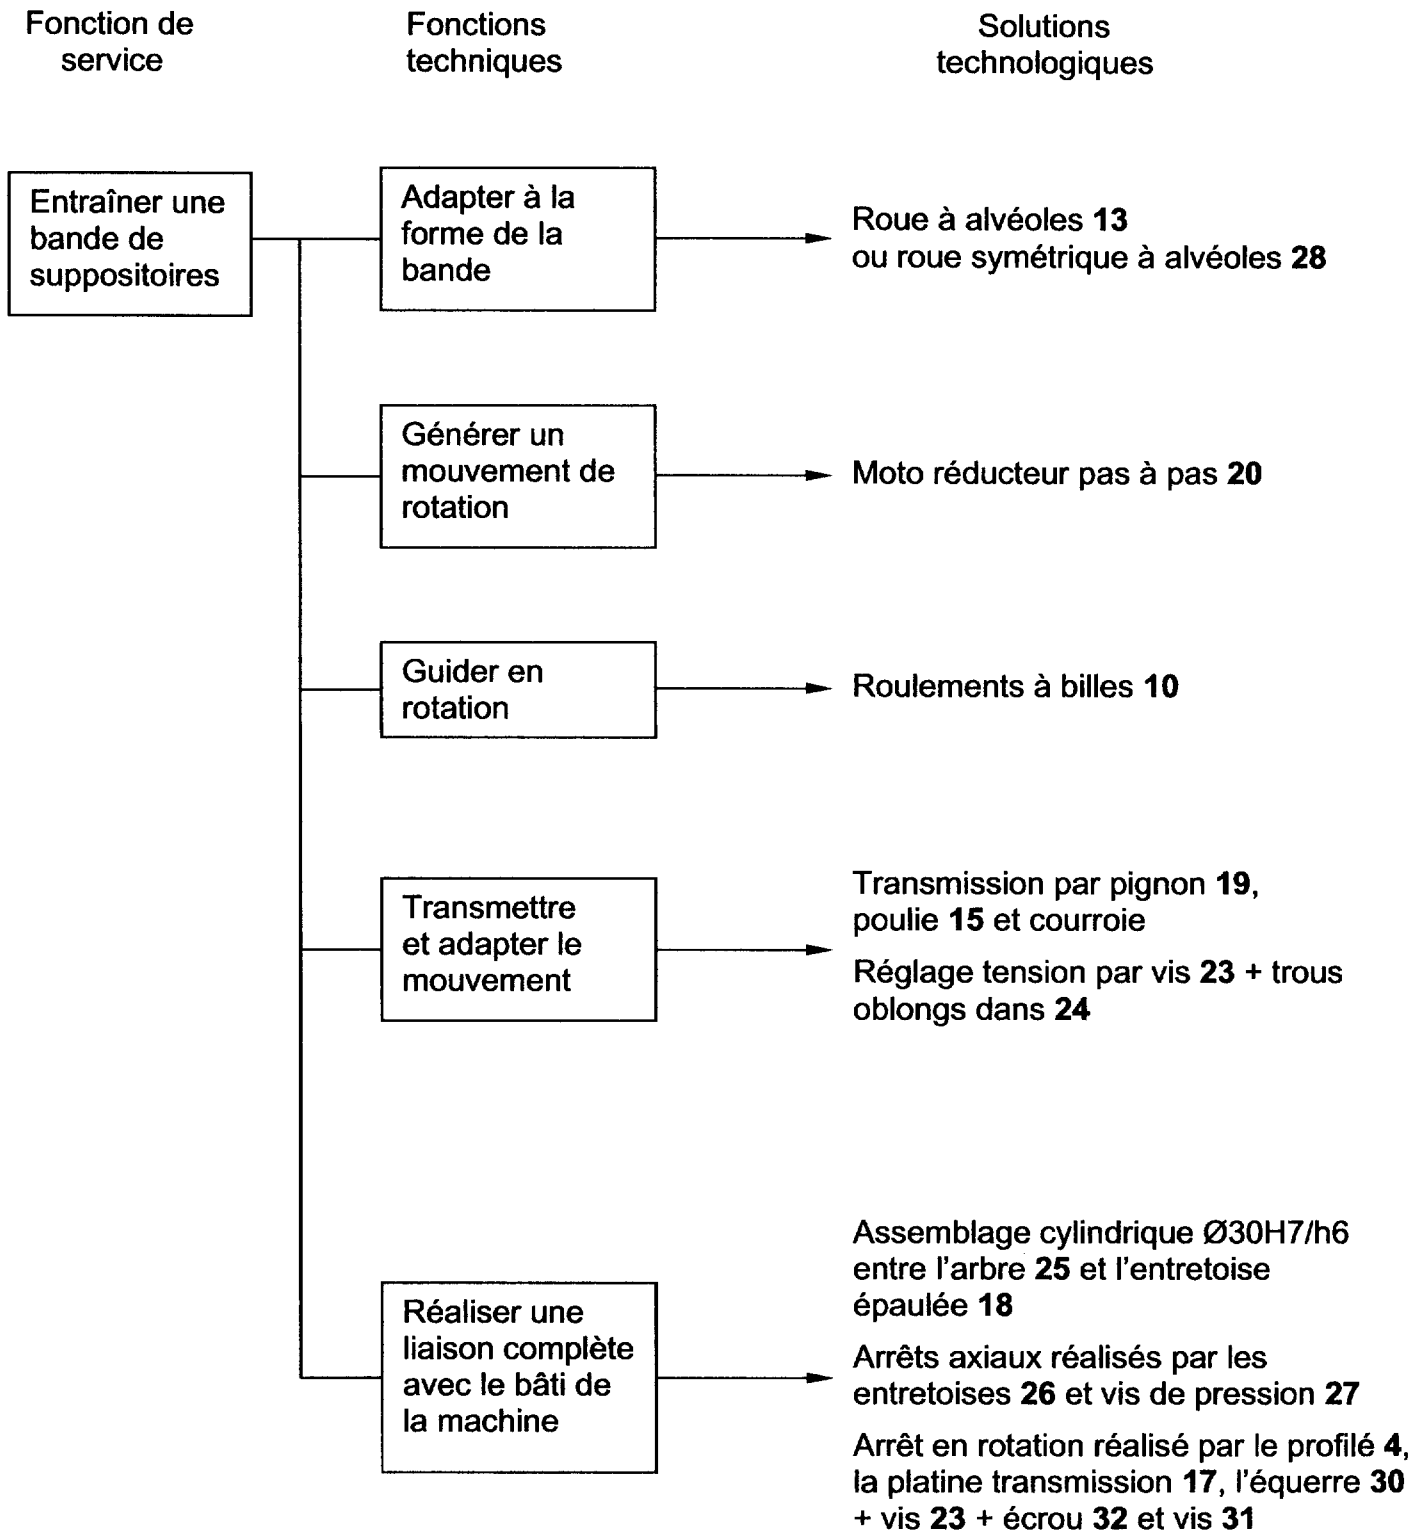 Fonction de
service
Fonctions
techniques
Solutions
technologiques
Entraîner une
bande de
suppositoires
Adapter à la
forme de la
bande
Roue à alvéoles 13
ou roue symétrique à alvéoles 28
Générer un
mouvement de
rotation
Moto réducteur pas à pas 20
Guider en
rotation
Roulements à billes 10
Transmettre
et adapter le
mouvement
Transmission par pignon 19,
poulie 15 et courroie
Réglage tension par vis 23 + trous
oblongs dans 24
Réaliser une
liaison complète
avec le bâti de
la machine
Assemblage cylindrique Ø30H7/h6
entre l'arbre 25 et l'entretoise
épaulée 18
Arrêts axiaux réalisés par les
entretoises 26 et vis de pression 27
Arrêt en rotation réalisé par le profilé 4,
la platine transmission 17, l'équerre 30
+ vis 23 + écrou 32 et vis 31